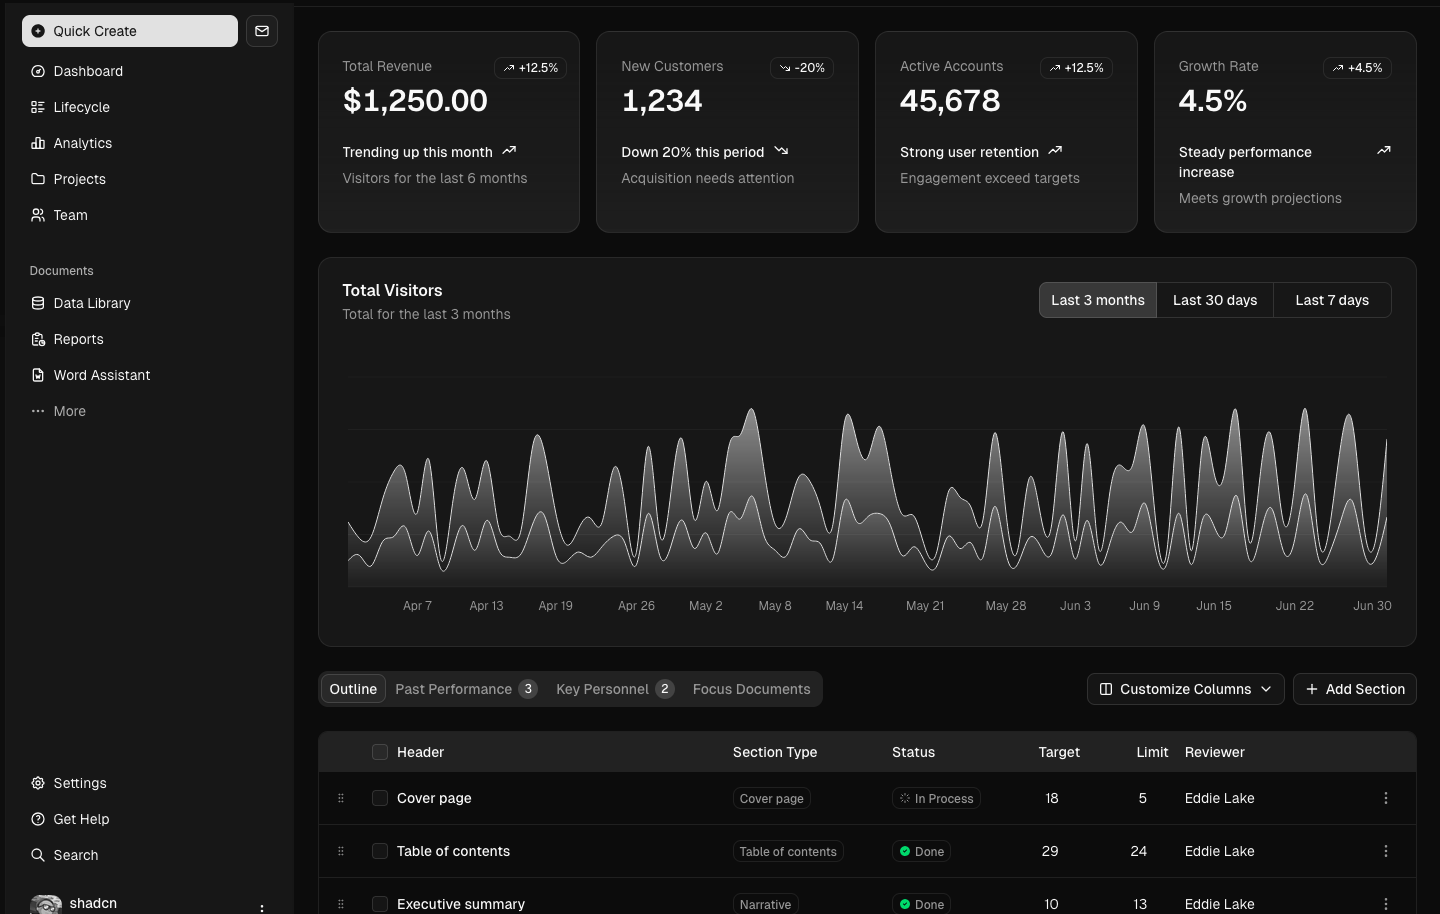 Quick Create
Dashboard
Lifecycle
Analytics
Projects
Team
Documents
Data Library
Reports
Word Assistant
More
Settings
Get Help
Search
shadcn
Total Revenue
+12.5%
$1,250.00
Trending up this month
Visitors for the last 6 months
New Customers
-20%
1,234
Down 20% this period
Acquisition needs attention
Active Accounts
+12.5%
45,678
Strong user retention
Engagement exceed targets
Growth Rate
+4.5%
4.5%
Steady performance
increase
Meets growth projections
Total Visitors
Total for the last 3 months
Last 3 months Last 30 days Last 7 days
Apr 7 Apr 13 Apr 19 Apr 26 May 2 May 8 May 14 May 21 May 28 Jun 3 Jun 9 Jun 15 Jun 22 Jun 30
Outline Past Performance 3 Key Personnel 2 Focus Documents
Customize Columns
Add Section
Header Section Type Status Target Limit Reviewer
Cover page Cover page In Process 18 5 Eddie Lake
Table of contents Table of contents Done 29 24 Eddie Lake
Executive summary Narrative Done 10 13 Eddie Lake